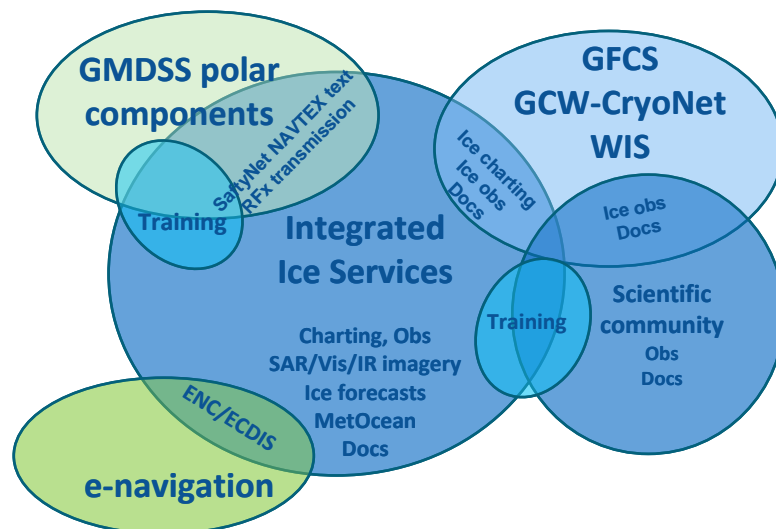 GMDSS polar
components
SaftyNet NAVTEX text
RFx transmission
Training
GFCS
GCW-CryoNet
WIS
Ice charting
Ice obs
Docs
Ice obs
Docs
Integrated
Ice Services
Charting, Obs
SAR/Vis/IR imagery
Ice forecasts
MetOcean
Docs
Training
Scientific
community
Obs
Docs
ENC/ECDIS
e-navigation